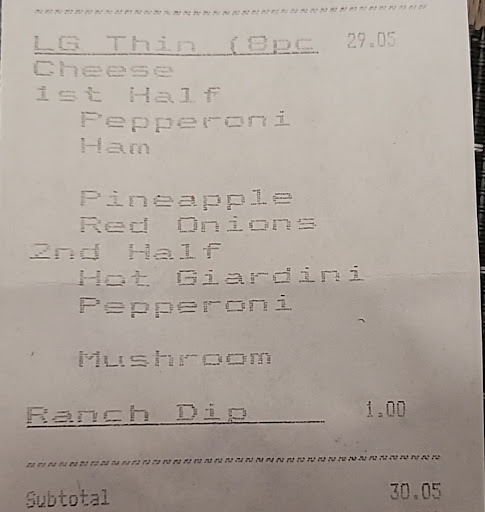 LG Thin (8pc 29.05
Cheese
1st Half
Pepperoni
Ham
Pineapple
Red Onions
2nd Half
Hot Giardini
Pepperoni
Mushroom
Ranch Dip 1.00
Subtotal 30.05